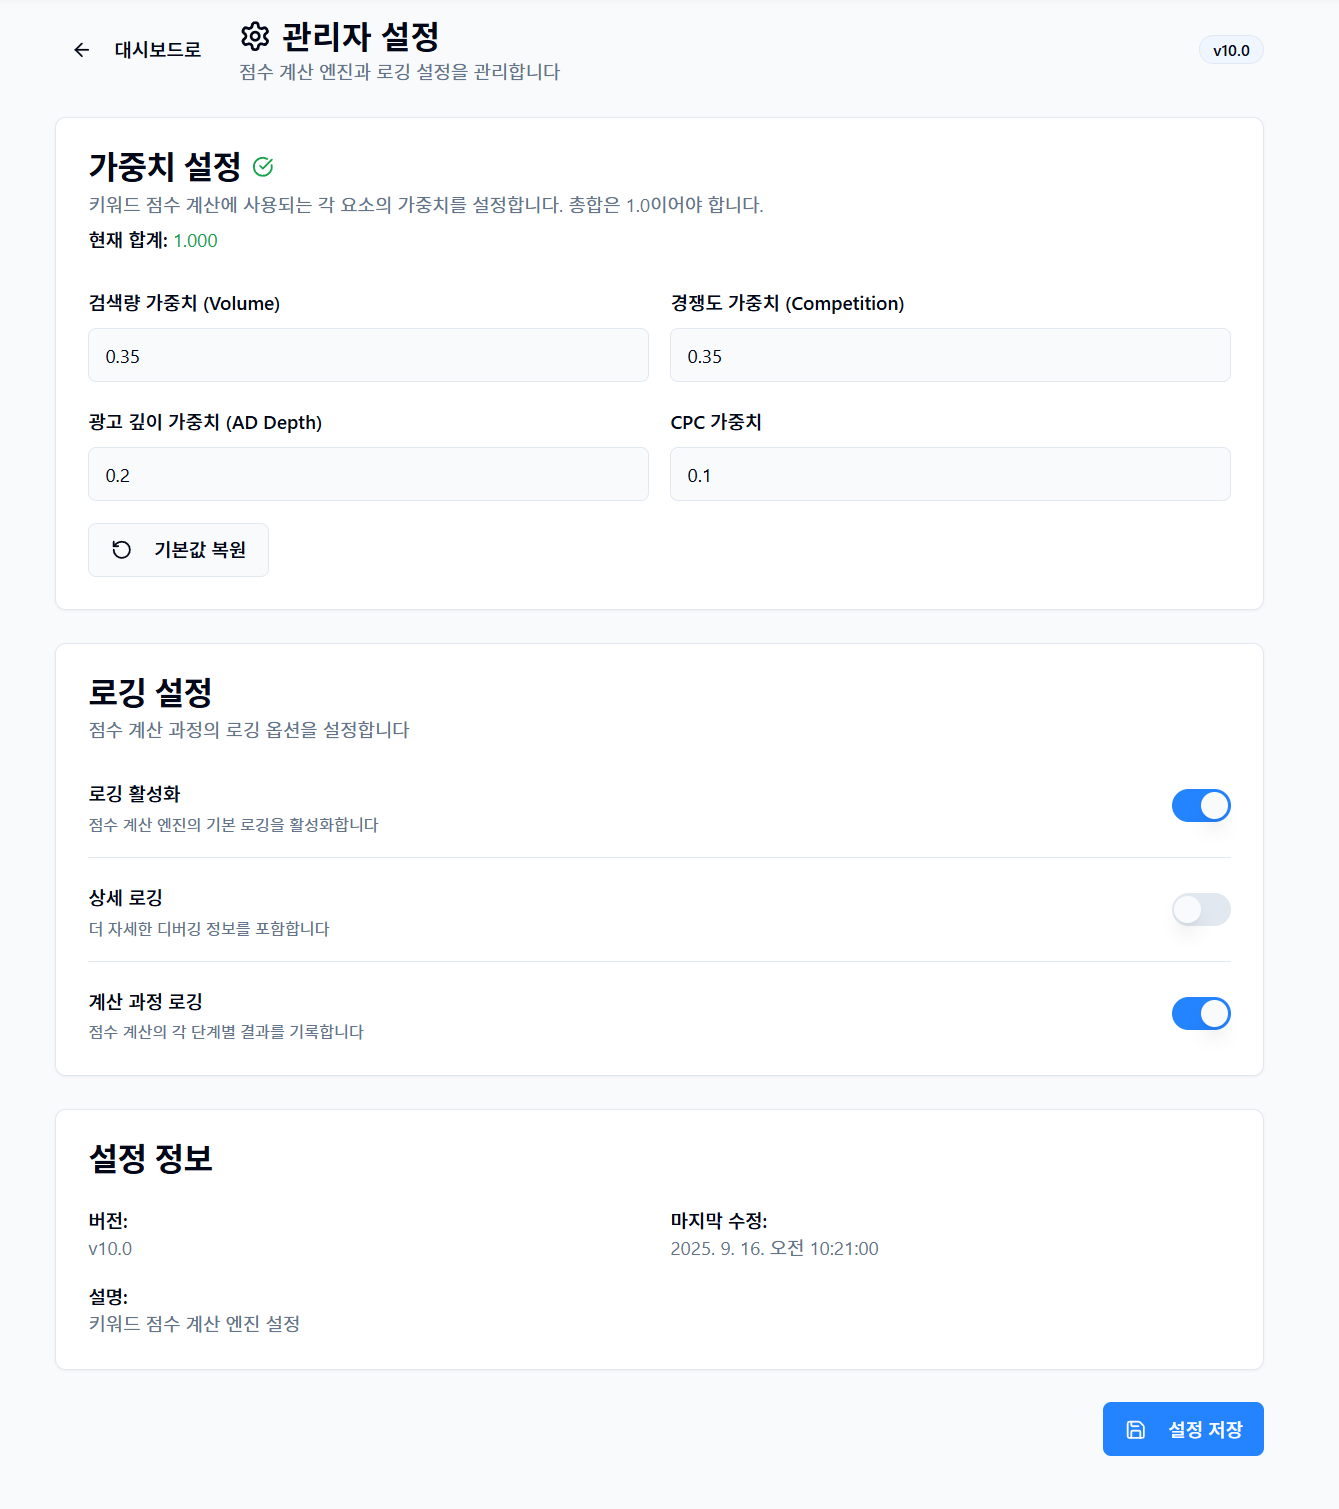 대시보드로
관리자 설정
점수 계산 엔진과 로깅 설정을 관리합니다
v10.0
가중치 설정
키워드 점수 계산에 사용되는 각 요소의 가중치를 설정합니다. 총합은 1.0이어야 합니다.
현재 합계: 1.000
검색량 가중치 (Volume)
0.35
경쟁도 가중치 (Competition)
0.35
광고 깊이 가중치 (AD Depth)
0.2
CPC 가중치
0.1
기본값 복원
로깅 설정
점수 계산 과정의 로깅 옵션을 설정합니다
로깅 활성화
점수 계산 엔진의 기본 로깅을 활성화합니다
상세 로깅
더 자세한 디버깅 정보를 포함합니다
계산 과정 로깅
점수 계산의 각 단계별 결과를 기록합니다
설정 정보
버전:
v10.0
마지막 수정:
2025. 9. 16. 오전 10:21:00
설명:
키워드 점수 계산 엔진 설정
설정 저장